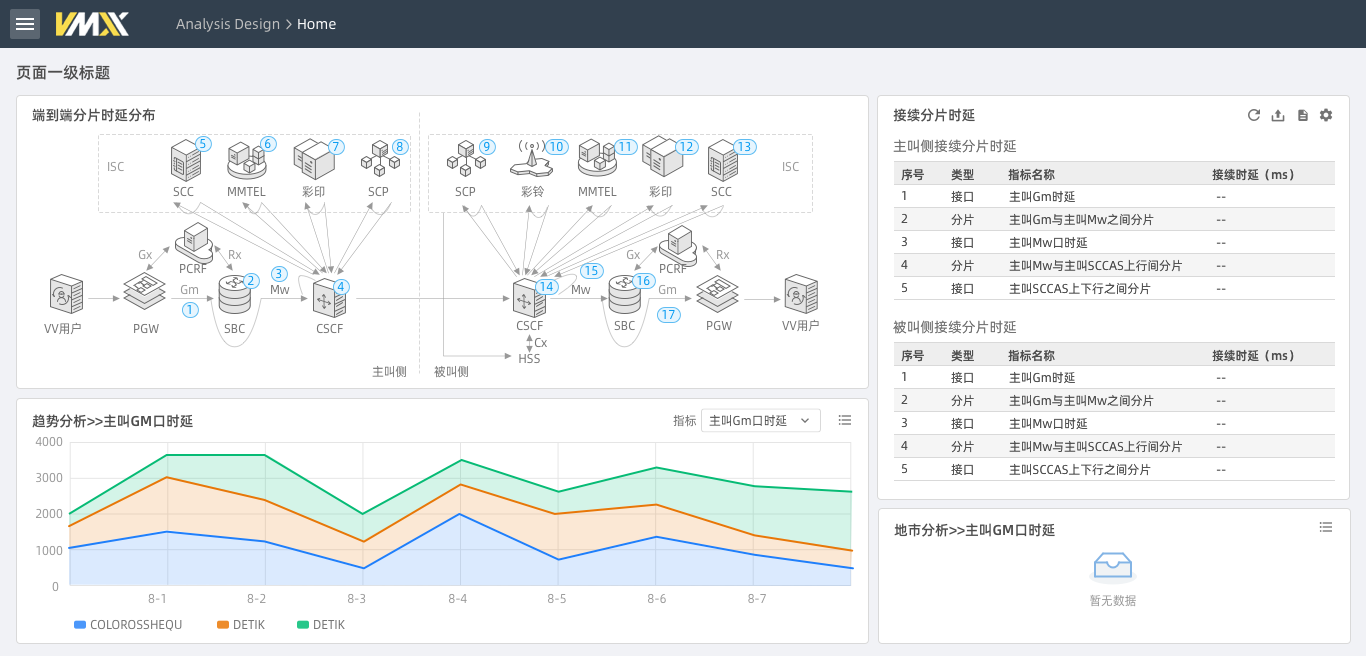 VMAX
Analysis Design > Home
页面一级标题
端到端分片时延分布
ISC
5
6
7
8
SCC
MMTEL
彩印
SCP
9
10
11
12
13
SCP
彩铃
MMTEL
彩印
SCC
ISC
Gx
PCRF
Rx
Gx
PCRF
Rx
VV用户
PGW
Gm
1
2
SBC
3
Mw
4
CSCF
14
CSCF
15
Mw
16
SBC
Gm
17
PGW
VV用户
Cx
HSS
主叫侧
被叫侧
趋势分析>>主叫GM口时延
指标
主叫Gm口时延
4000
3000
2000
1000
0
8-1
8-2
8-3
8-4
8-5
8-6
8-7
COLOROSSHEQU
DETIK
DETIK
接续分片时延
主叫侧接续分片时延
序号 类型 指标名称 接续时延（ms）
1 接口 主叫Gm时延 --
2 分片 主叫Gm与主叫Mw之间分片 --
3 接口 主叫Mw口时延 --
4 分片 主叫Mw与主叫SCCAS上行间分片 --
5 接口 主叫SCCAS上下行之间分片 --
被叫侧接续分片时延
序号 类型 指标名称 接续时延（ms）
1 接口 主叫Gm时延 --
2 分片 主叫Gm与主叫Mw之间分片 --
3 接口 主叫Mw口时延 --
4 分片 主叫Mw与主叫SCCAS上行间分片 --
5 接口 主叫SCCAS上下行之间分片 --
地市分析>>主叫GM口时延
暂无数据